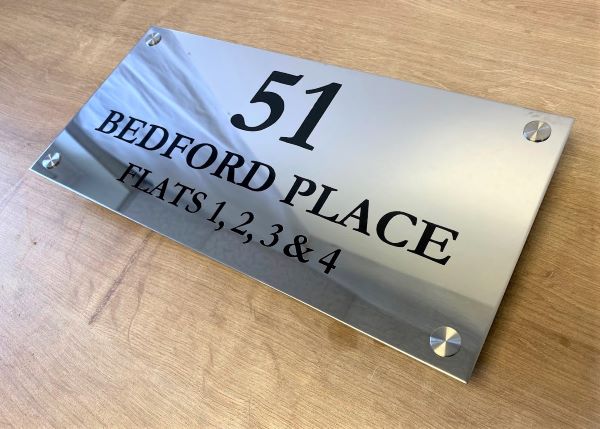 51
BEDFORD PLACE
FLATS 1, 2, 3 & 4